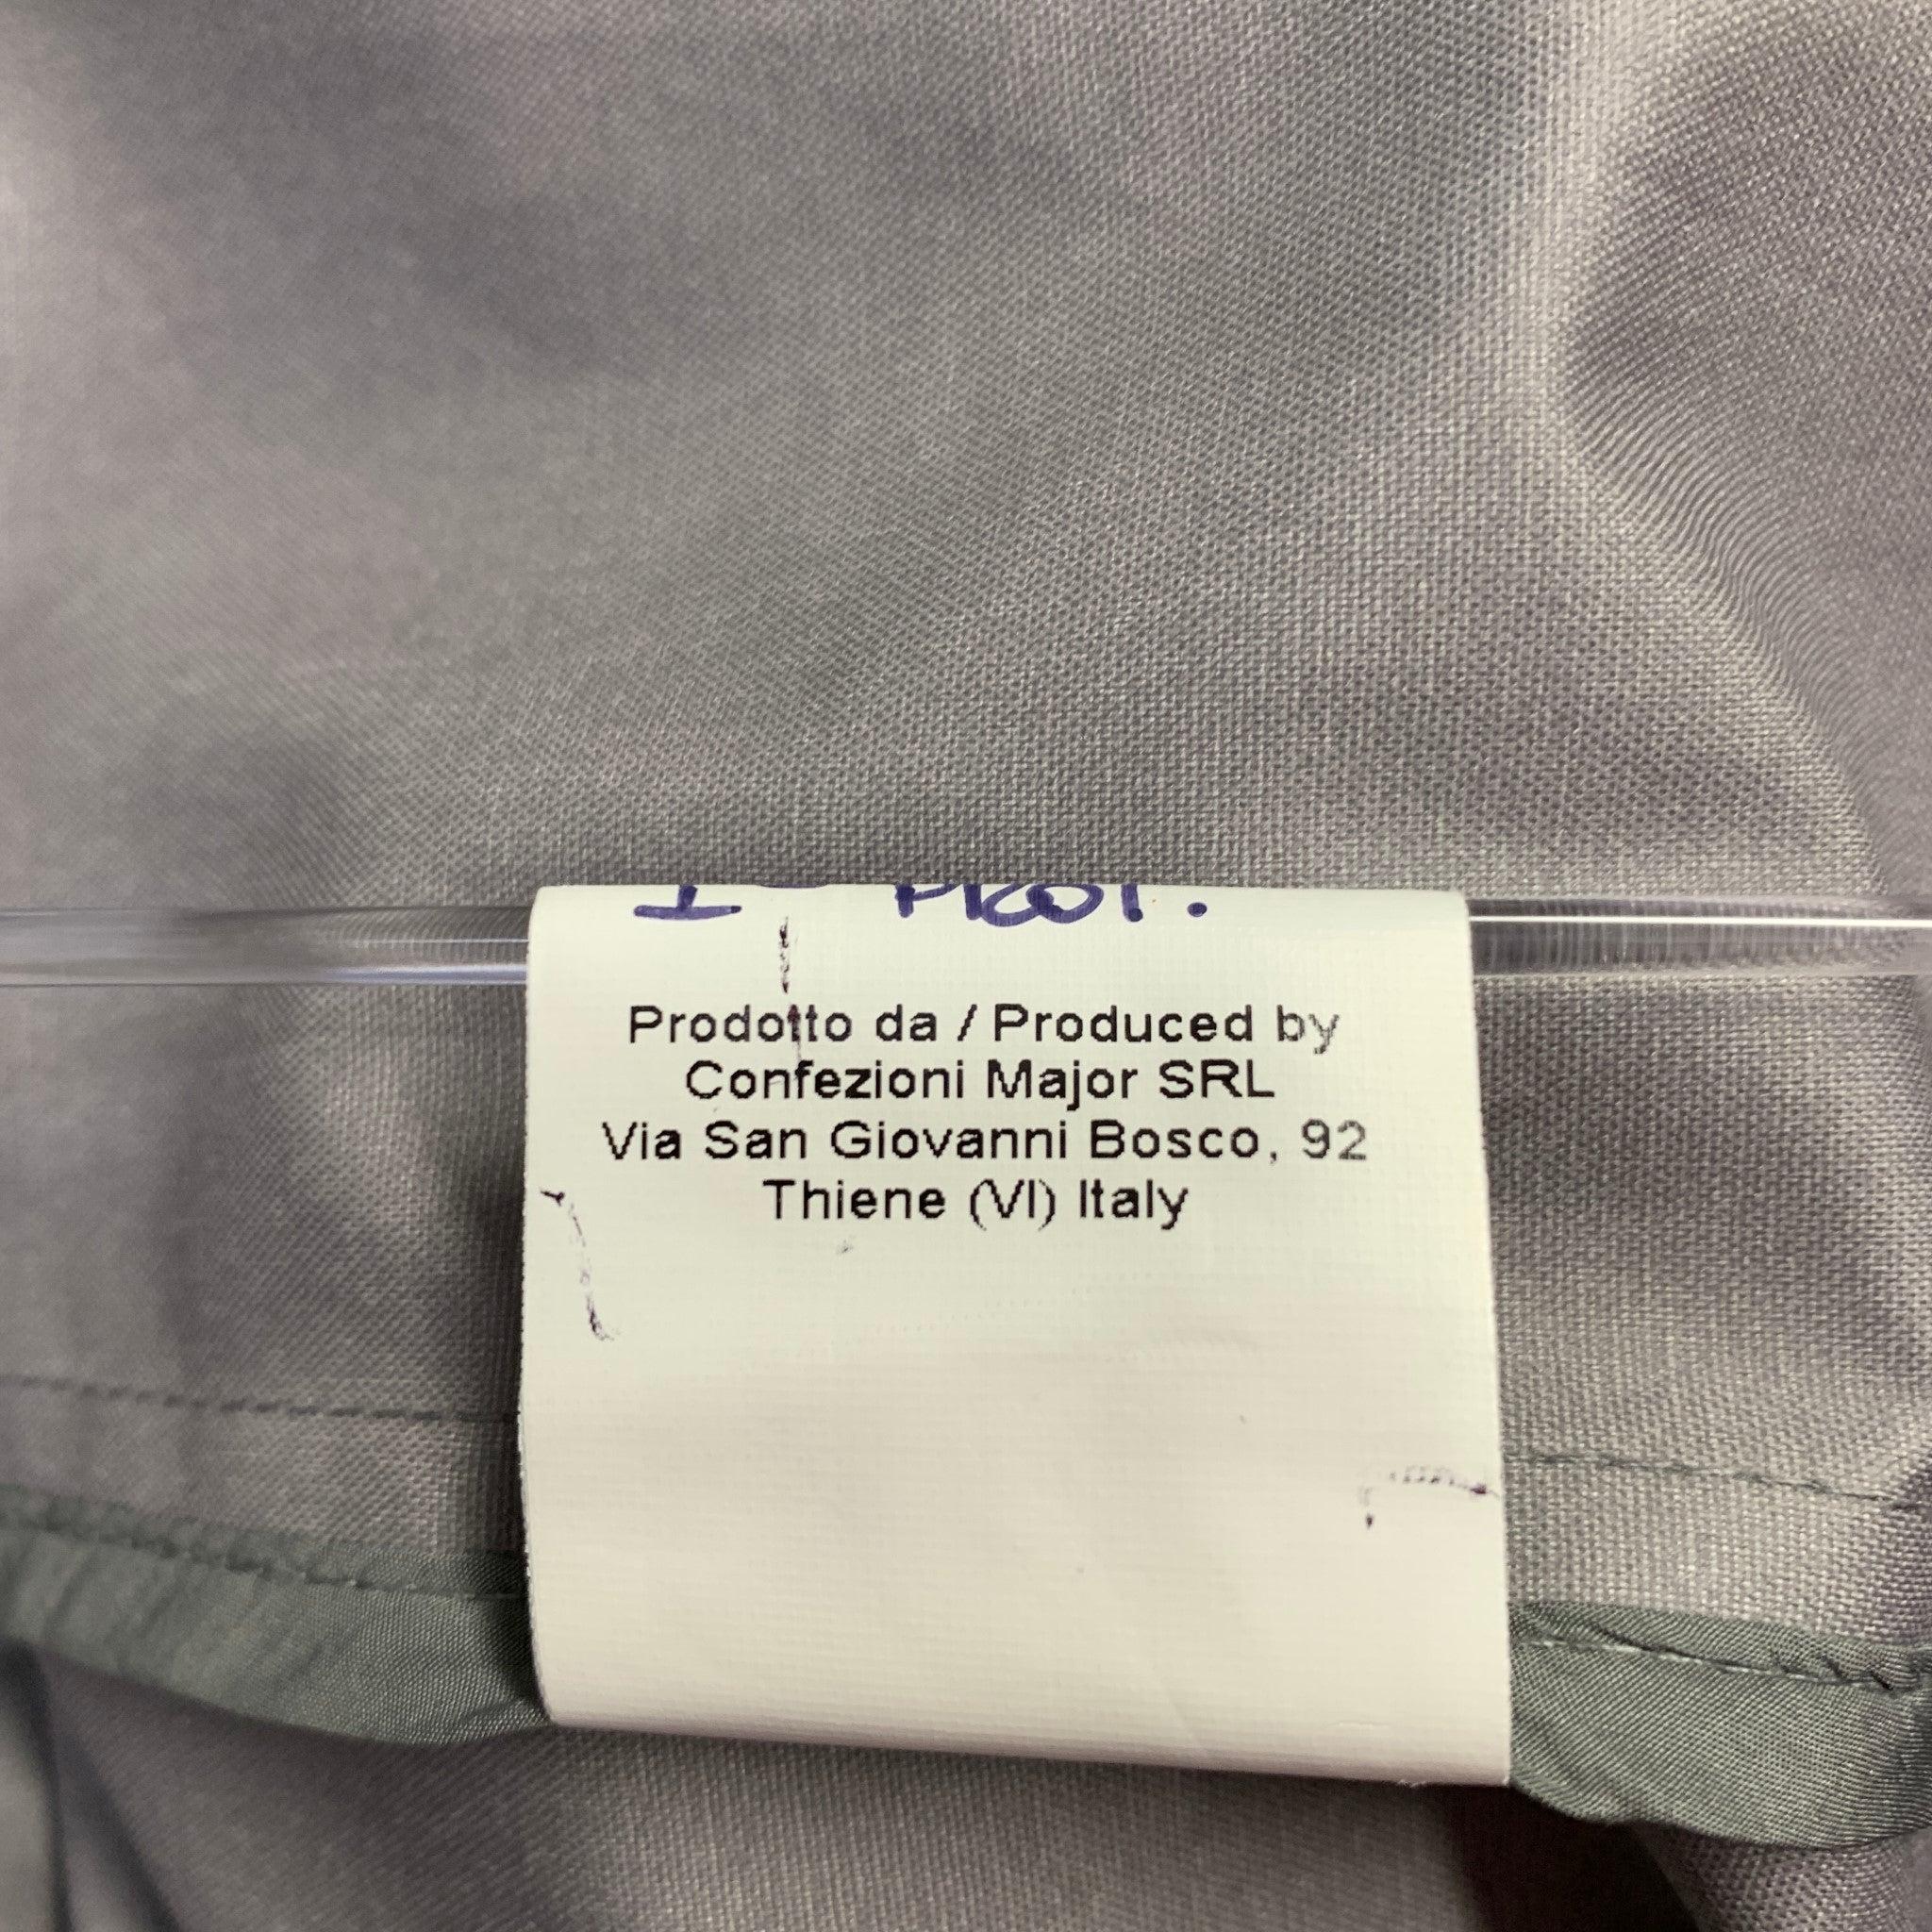 Prodotto da / Produced by
Confezioni Major SRL
Via San Giovanni Bosco, 92
Thiene (VI) Italy